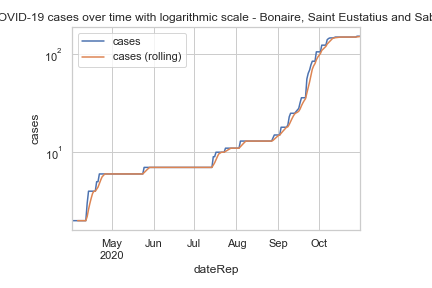 OVID-19 cases over time with logarithmic scale - Bonaire, Saint Eustatius and Sab
cases
cases (rolling)
10²
10¹
cases
May
2020
Jun
Jul
Aug
Sep
Oct
dateRep